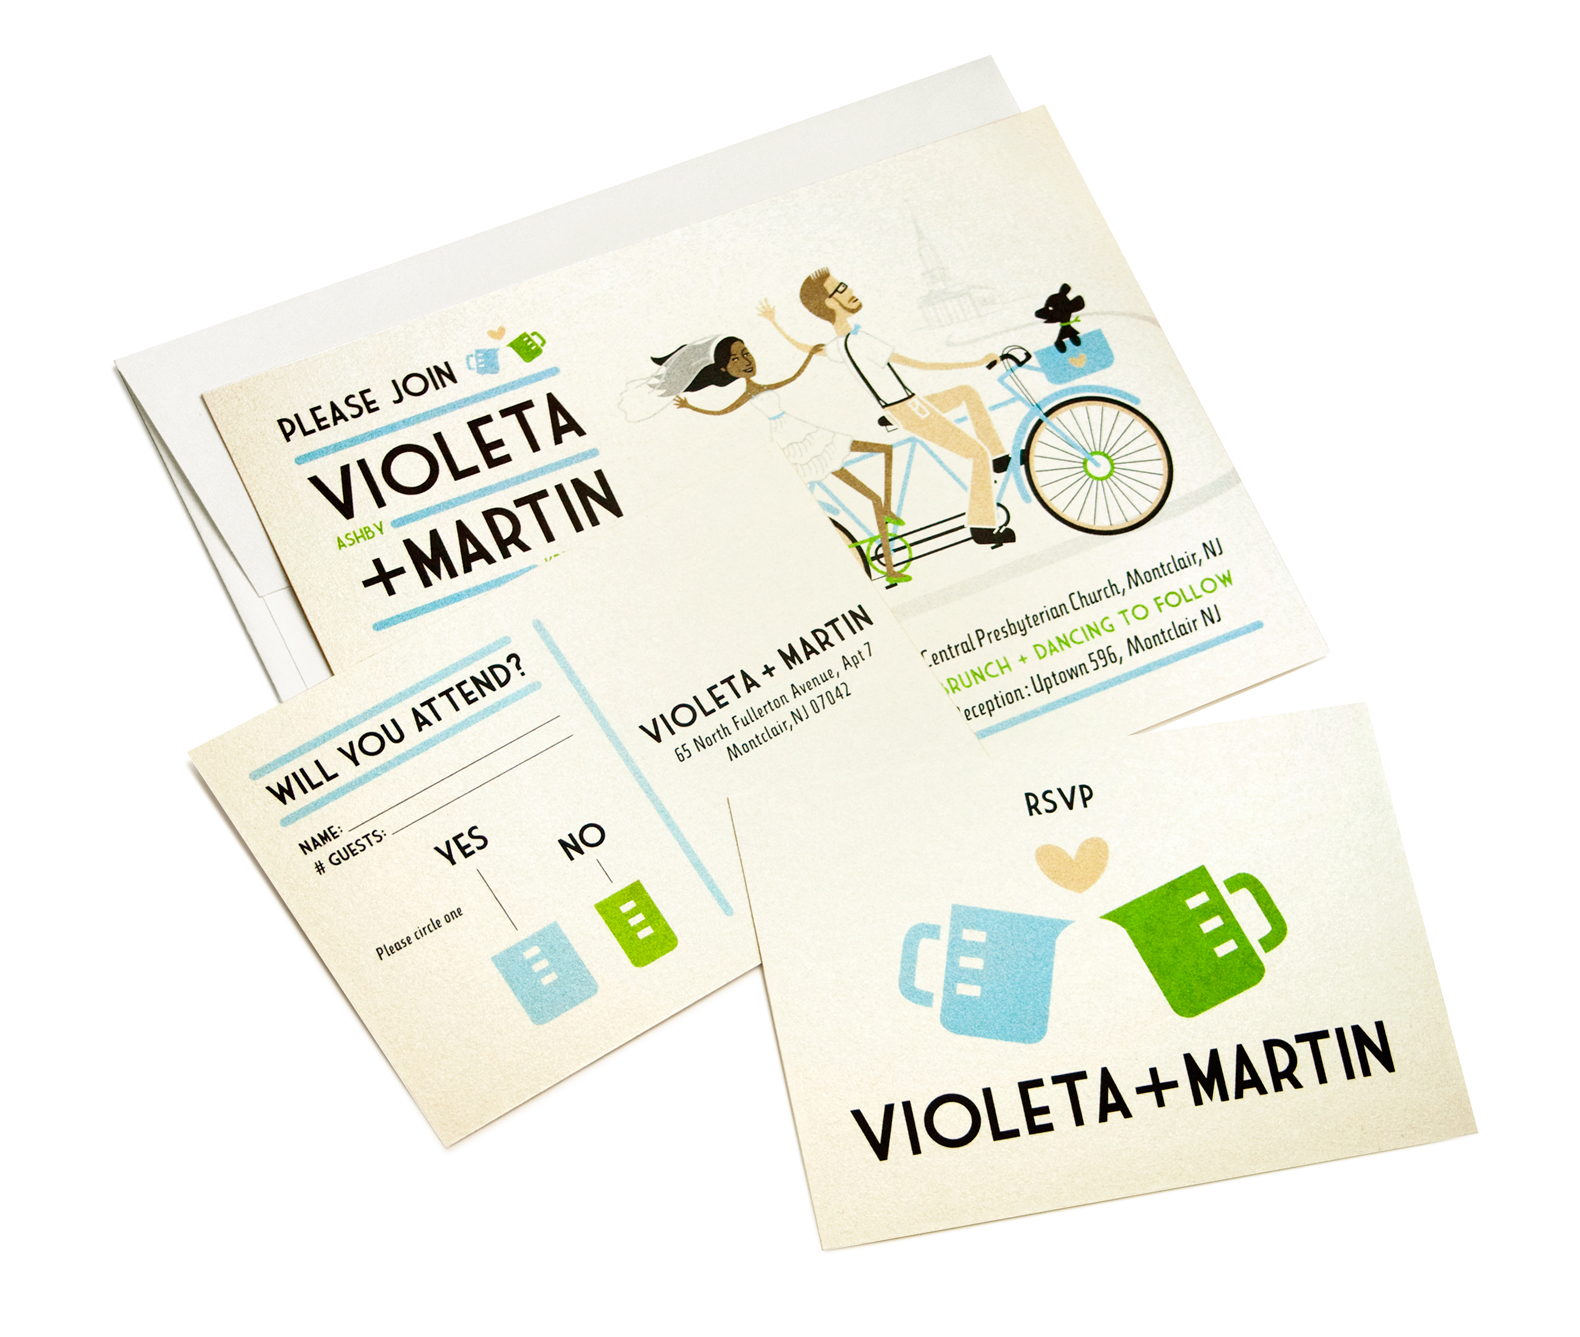 PLEASE JOIN
VIOLETA
ASHBY
+MARTIN
Central Presbyterian Church, Montclair, NJ
BRUNCH + DANCING TO FOLLOW
Reception: Uptown 596, Montclair NJ
WILL YOU ATTEND?
NAME:
# GUESTS:
YES
NO
Please circle one
VIOLETA + MARTIN
65 North Fullerton Avenue, Apt 7
Montclair, NJ 07042
RSVP
VIOLETA+MARTIN